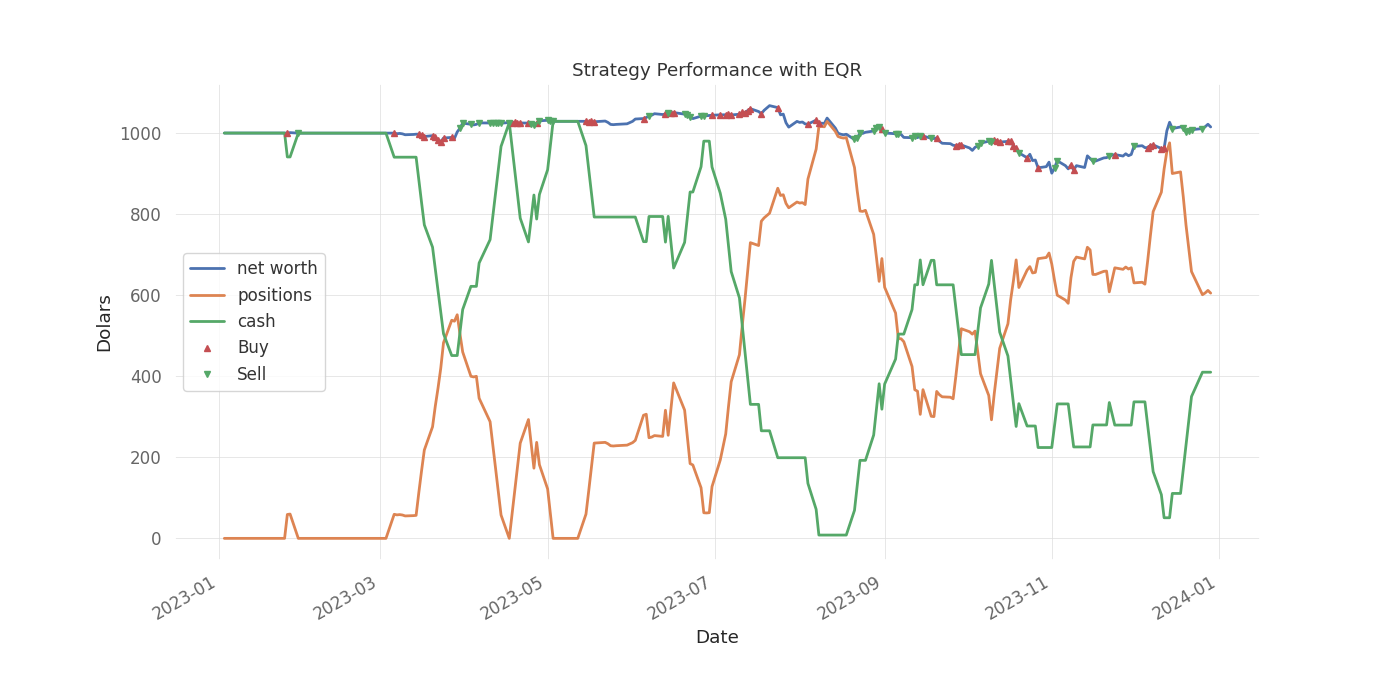 Strategy Performance with EQR
Dolars
1000
800
600
400
200
0
net worth
positions
cash
Buy
Sell
2023-01
2023-03
2023-05
2023-07
2023-09
2023-11
2024-01
Date